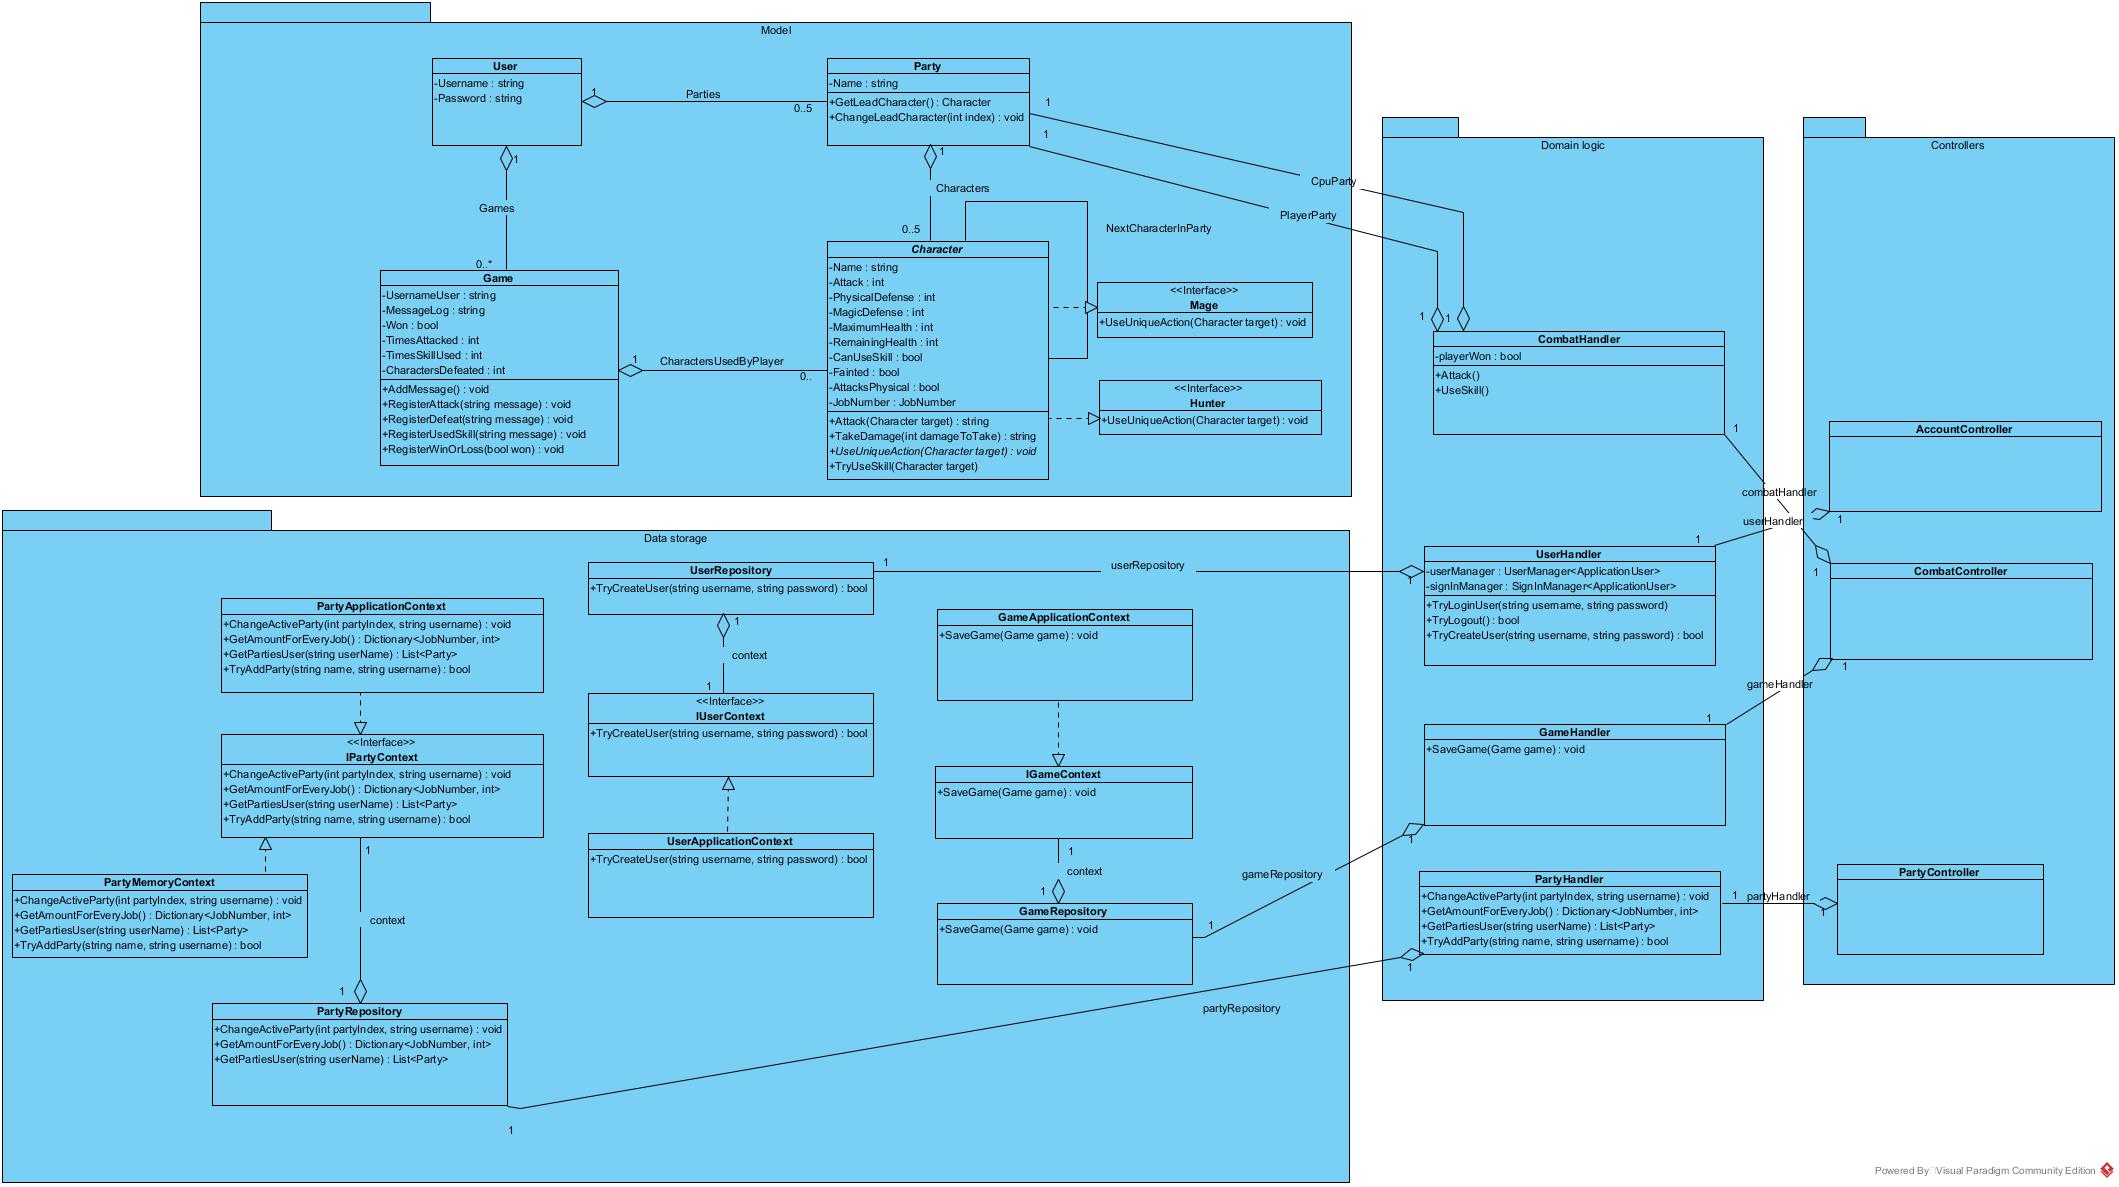 Model
User
-Username : string
-Password : string
1
Parties
0..5
Party
-Name : string
+GetLeadCharacter() : Character
+ChangeLeadCharacter(int index) : void
1
1
CpuParty
PlayerParty
1
Games
0..*
1
Characters
0..5
NextCharacterInParty
Game
-UsernameUser : string
-MessageLog : string
-Won : bool
-TimesAttacked : int
-TimesSkillUsed : int
-CharactersDefeated : int
+AddMessage() : void
+RegisterAttack(string message) : void
+RegisterDefeat(string message) : void
+RegisterUsedSkill(string message) : void
+RegisterWinOrLoss(bool won) : void
1
CharactersUsedByPlayer
0..
Character
-Name : string
-Attack : int
-PhysicalDefense : int
-MagicDefense : int
-MaximumHealth : int
-RemainingHealth : int
-CanUseSkill : bool
-Fainted : bool
-AttacksPhysical : bool
-JobNumber : JobNumber
+Attack(Character target) : string
+TakeDamage(int damageToTake) : string
+UseUniqueAction(Character target) : void
+TryUseSkill(Character target)
<<Interface>>
Mage
+UseUniqueAction(Character target) : void
<<Interface>>
Hunter
+UseUniqueAction(Character target) : void
Data storage
PartyApplicationContext
+ChangeActiveParty(int partyIndex, string username) : void
+GetAmountForEveryJob() : Dictionary<JobNumber, int>
+GetPartiesUser(string userName) : List<Party>
+TryAddParty(string name, string username) : bool
<<Interface>>
IPartyContext
+ChangeActiveParty(int partyIndex, string username) : void
+GetAmountForEveryJob() : Dictionary<JobNumber, int>
+GetPartiesUser(string userName) : List<Party>
+TryAddParty(string name, string username) : bool
1
context
1
PartyMemoryContext
+ChangeActiveParty(int partyIndex, string username) : void
+GetAmountForEveryJob() : Dictionary<JobNumber, int>
+GetPartiesUser(string userName) : List<Party>
+TryAddParty(string name, string username) : bool
PartyRepository
+ChangeActiveParty(int partyIndex, string username) : void
+GetAmountForEveryJob() : Dictionary<JobNumber, int>
+GetPartiesUser(string userName) : List<Party>
1
partyRepository
1
UserRepository
+TryCreateUser(string username, string password) : bool
1
userRepository
1
1
context
1
<<Interface>>
IUserContext
+TryCreateUser(string username, string password) : bool
UserApplicationContext
+TryCreateUser(string username, string password) : bool
GameApplicationContext
+SaveGame(Game game) : void
IGameContext
+SaveGame(Game game) : void
1
context
1
GameRepository
+SaveGame(Game game) : void
1
gameRepository
1
Domain logic
1
1
CombatHandler
-playerWon : bool
+Attack()
+UseSkill()
1
combatHandler
1
UserHandler
-userManager : UserManager<ApplicationUser>
-signInManager : SignInManager<ApplicationUser>
+TryLoginUser(string username, string password)
+TryLogout() : bool
+TryCreateUser(string username, string password) : bool
1
userHandler
1
GameHandler
+SaveGame(Game game) : void
1
gameHandler
1
PartyHandler
+ChangeActiveParty(int partyIndex, string username) : void
+GetAmountForEveryJob() : Dictionary<JobNumber, int>
+GetPartiesUser(string userName) : List<Party>
+TryAddParty(string name, string username) : bool
1
partyHandler
1
Controllers
AccountController
CombatController
PartyController
Powered By Visual Paradigm Community Edition